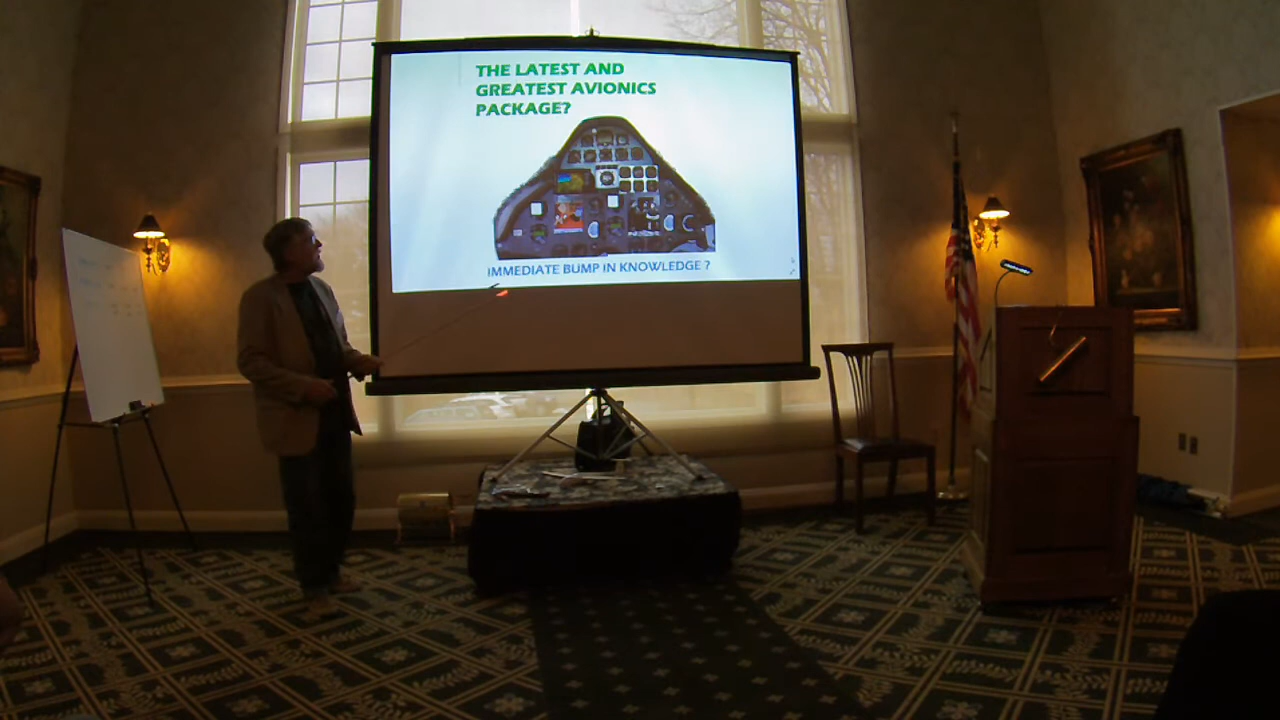 THE LATEST AND
GREATEST AVIONICS
PACKAGE?
IMMEDIATE BUMP IN KNOWLEDGE ?